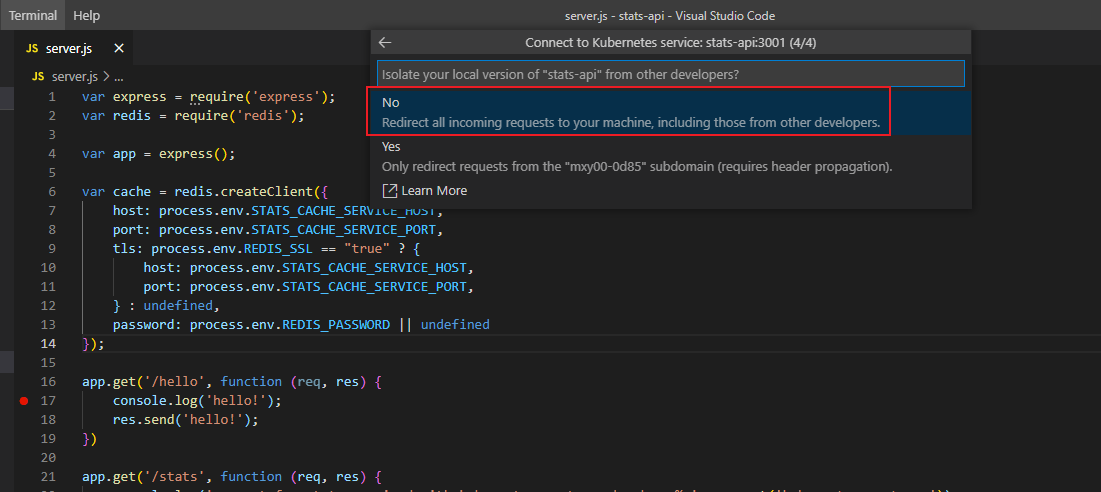 Terminal Help server.js - stats-api - Visual Studio Code
JS server.js ×
JS server.js > ...
Connect to Kubernetes service: stats-api:3001 (4/4)
Isolate your local version of "stats-api" from other developers?
No
Redirect all incoming requests to your machine, including those from other developers.
Yes
Only redirect requests from the "mxy00-0d85" subdomain (requires header propagation).
Learn More
1 var express = require('express');
2 var redis = require('redis');
3
4 var app = express();
5
6 var cache = redis.createClient({
7 host: process.env.STATS_CACHE_SERVICE_HOST,
8 port: process.env.STATS_CACHE_SERVICE_PORT,
9 tls: process.env.REDIS_SSL == "true" ? {
10 host: process.env.STATS_CACHE_SERVICE_HOST,
11 port: process.env.STATS_CACHE_SERVICE_PORT,
12 } : undefined,
13 password: process.env.REDIS_PASSWORD || undefined
14 });
15
16 app.get('/hello', function (req, res) {
17 console.log('hello!');
18 res.send('hello!');
19 })
20
21 app.get('/stats', function (req, res) {